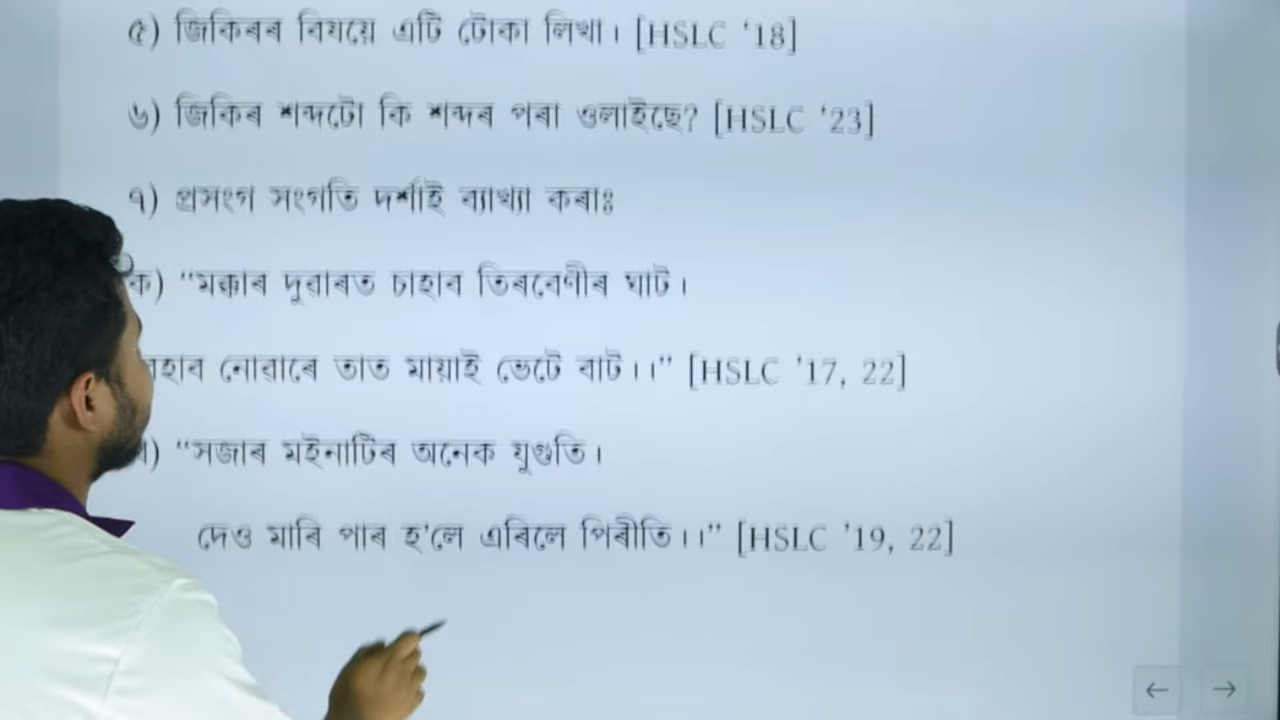 ৫) জিকিৰৰ বিষয়ে এটি টোকা লিখা। [HSLC ‘18]
৬) জিকিৰ শব্দটো কি শব্দৰ পৰা ওলাইছে? [HSLC ‘23]
৭) প্ৰসংগ সংগতি দৰ্শাই ব্যাখ্যা কৰাঃ
ক) “মক্কাৰ দুৱাৰত চাহাব তিৰবেণীৰ ঘাট।
নোৱাৰে তাত মায়াই ভেটে বাট।।” [HSLC ’17, 22]
“সজাৰ মইনাটিৰ অনেক যুগুতি।
দেও মাৰি পাৰ হ’লে এৰিলে পিৰীতি।।” [HSLC ’19, 22]
← →